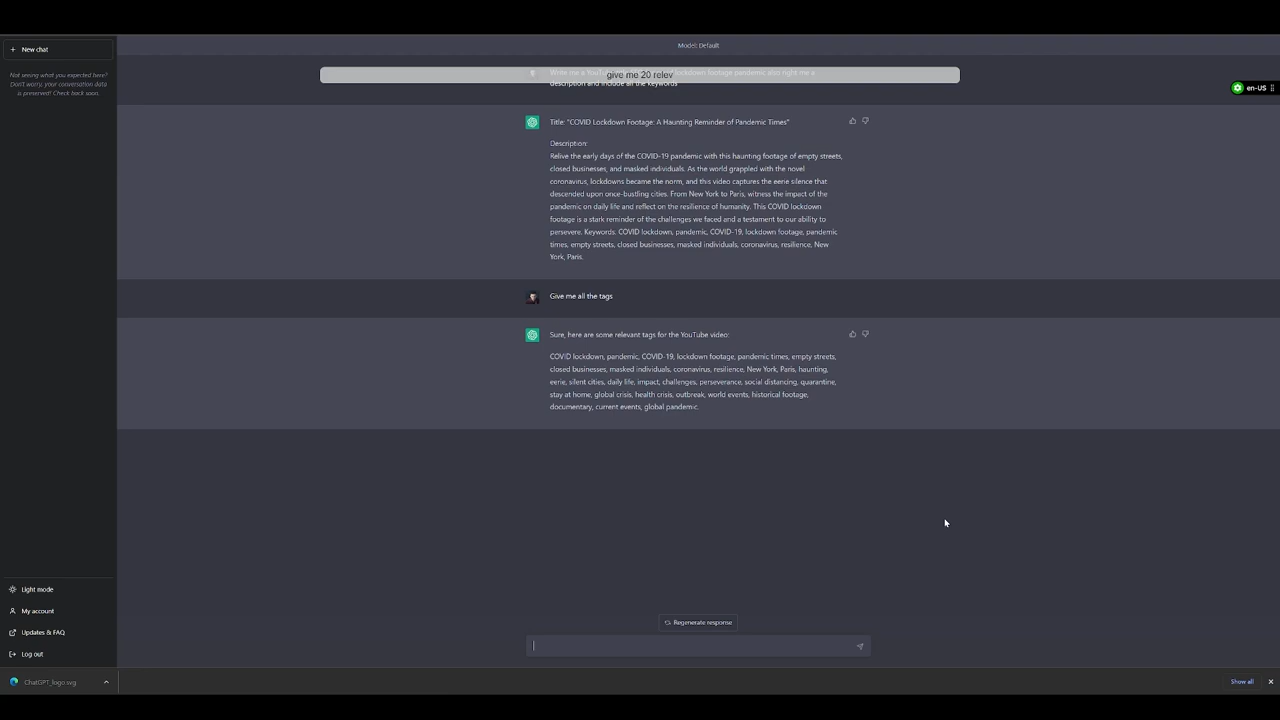 New chat
Model: Default
Not seeing what you expected here?
Don't worry, your conversation data
is preserved! Check back soon.
give me 20 relev
Write me a YouTu lockdown footage pandemic also right me a
description and include all the keywords
en-US
Title: "COVID Lockdown Footage: A Haunting Reminder of Pandemic Times"
Description:
Relive the early days of the COVID-19 pandemic with this haunting footage of empty streets,
closed businesses, and masked individuals. As the world grappled with the novel
coronavirus, lockdowns became the norm, and this video captures the eerie silence that
descended upon once-bustling cities. From New York to Paris, witness the impact of the
pandemic on daily life and reflect on the resilience of humanity. This COVID lockdown
footage is a stark reminder of the challenges we faced and a testament to our ability to
persevere. Keywords: COVID lockdown, pandemic, COVID-19, lockdown footage, pandemic
times, empty streets, closed businesses, masked individuals, coronavirus, resilience, New
York, Paris.
Give me all the tags
Sure, here are some relevant tags for the YouTube video:
COVID lockdown, pandemic, COVID-19, lockdown footage, pandemic times, empty streets,
closed businesses, masked individuals, coronavirus, resilience, New York, Paris, haunting,
eerie, silent cities, daily life, impact, challenges, perseverance, social distancing, quarantine,
stay at home, global crisis, health crisis, outbreak, world events, historical footage,
documentary, current events, global pandemic.
Light mode
My account
Updates & FAQ
Log out
Regenerate response
ChatGPT_logo.svg
Show all